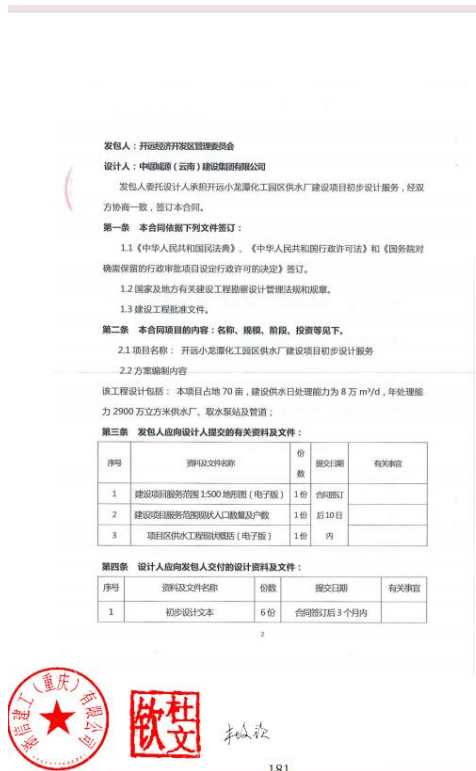 发包人：开远经济开发区管理委员会
设计人：中岷城源（云南）建设集团有限公司
发包人委托设计人承担开远小龙潭化工园区供水厂建设项目初步设计服务，经双
方协商一致，签订本合同。
第一条 本合同依据下列文件签订：
1.1《中华人民共和国民法典》、《中华人民共和国行政许可法》和《国务院对
确需保留的行政审批项目设定行政许可的决定》签订。
1.2 国家及地方有关建设工程勘察设计管理法规和规章。
1.3 建设工程批准文件。
第二条 本合同项目的内容：名称、规模、阶段、投资等见下。
2.1 项目名称： 开远小龙潭化工园区供水厂建设项目初步设计服务
2.2 方案编制内容
该工程设计包括： 本项目占地 70 亩，建设供水日处理能力为 8 万 m³/d，年处理能
力 2900 万立方米供水厂、取水泵站及管道；
第三条 发包人应向设计人提交的有关资料及文件：
序号 资料及文件名称 份数 提交日期 有关事宜
1 建设项目服务范围 1:500 地形图（电子版） 1 份 合同签订
2 建设项目服务范围现状人口数量及户数 1 份 后 10 日
3 项目区供水工程现状概括（电子版） 1 份 内
第四条 设计人应向发包人交付的设计资料及文件：
序号 资料及文件名称 份数 提交日期 有关事宜
1 初步设计文本 6 份 合同签订后 3 个月内
2
信建工（重庆）有限公司
杜文钦
杜文钦
181